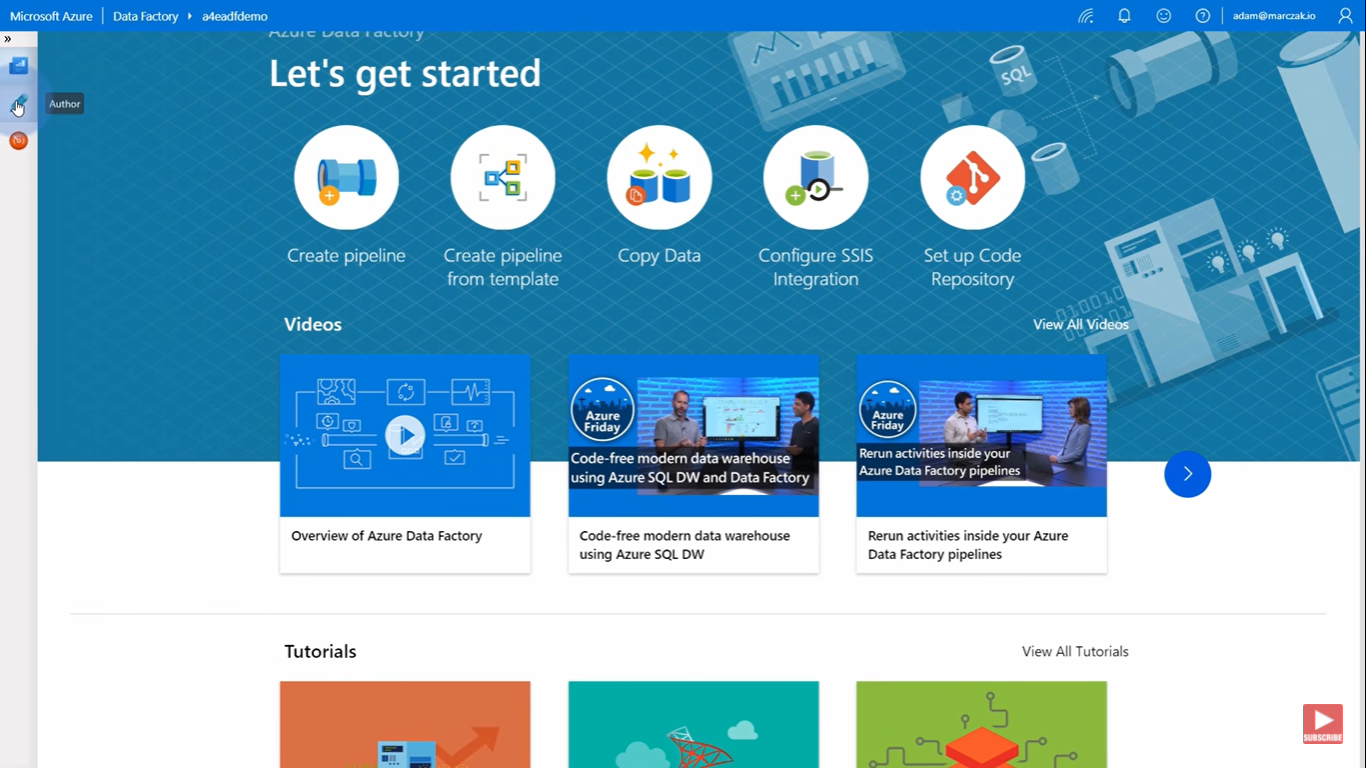 Microsoft Azure
Data Factory
a4eadfdemo
adam@marczak.io
»
Author
Azure Data Factory
Let's get started
SQL
Create pipeline
Create pipeline
from template
Copy Data
Configure SSIS
Integration
Set up Code
Repository
Videos
View All Videos
Azure
Friday
Code-free modern data warehouse
using Azure SQL DW and Data Factory
Azure
Friday
Rerun activities inside your
Azure Data Factory pipelines
Overview of Azure Data Factory
Code-free modern data warehouse
using Azure SQL DW
Rerun activities inside your Azure
Data Factory pipelines
Tutorials
View All Tutorials
SUBSCRIBE